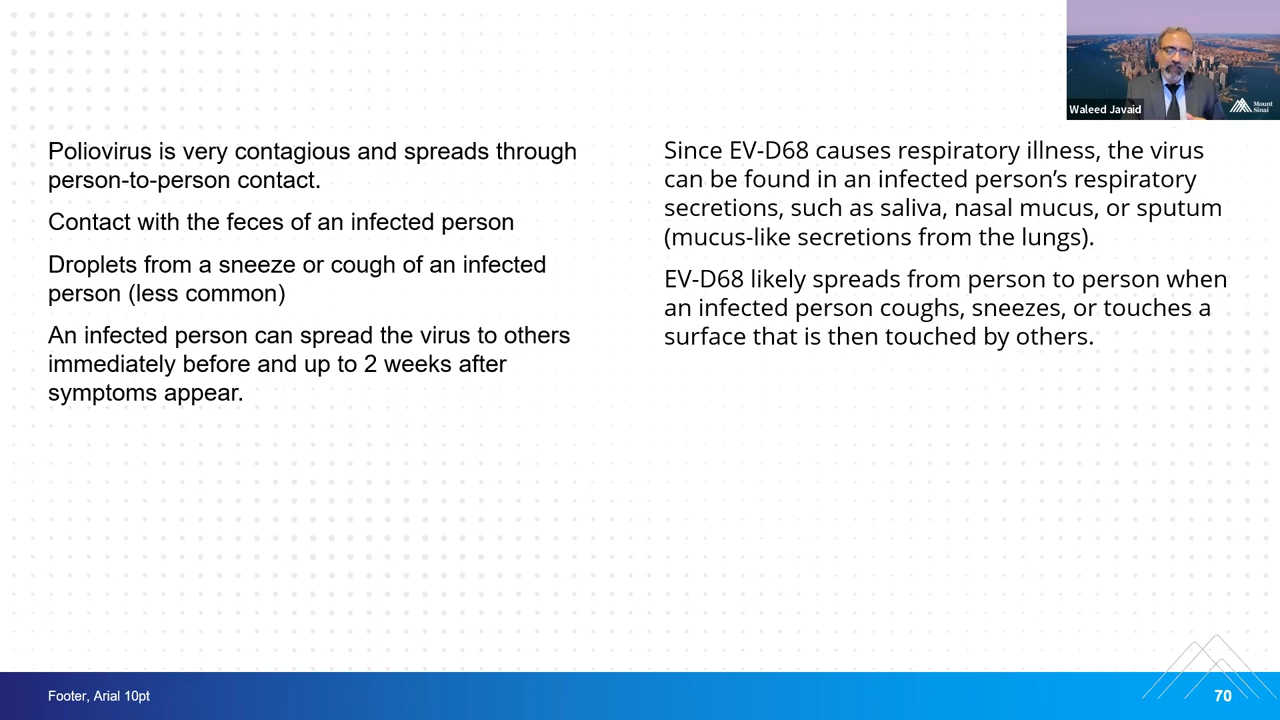 Waleed Javaid
Mount
Sinai
Poliovirus is very contagious and spreads through
person-to-person contact.
Contact with the feces of an infected person
Droplets from a sneeze or cough of an infected
person (less common)
An infected person can spread the virus to others
immediately before and up to 2 weeks after
symptoms appear.
Since EV-D68 causes respiratory illness, the virus
can be found in an infected person’s respiratory
secretions, such as saliva, nasal mucus, or sputum
(mucus-like secretions from the lungs).
EV-D68 likely spreads from person to person when
an infected person coughs, sneezes, or touches a
surface that is then touched by others.
Footer, Arial 10pt
70